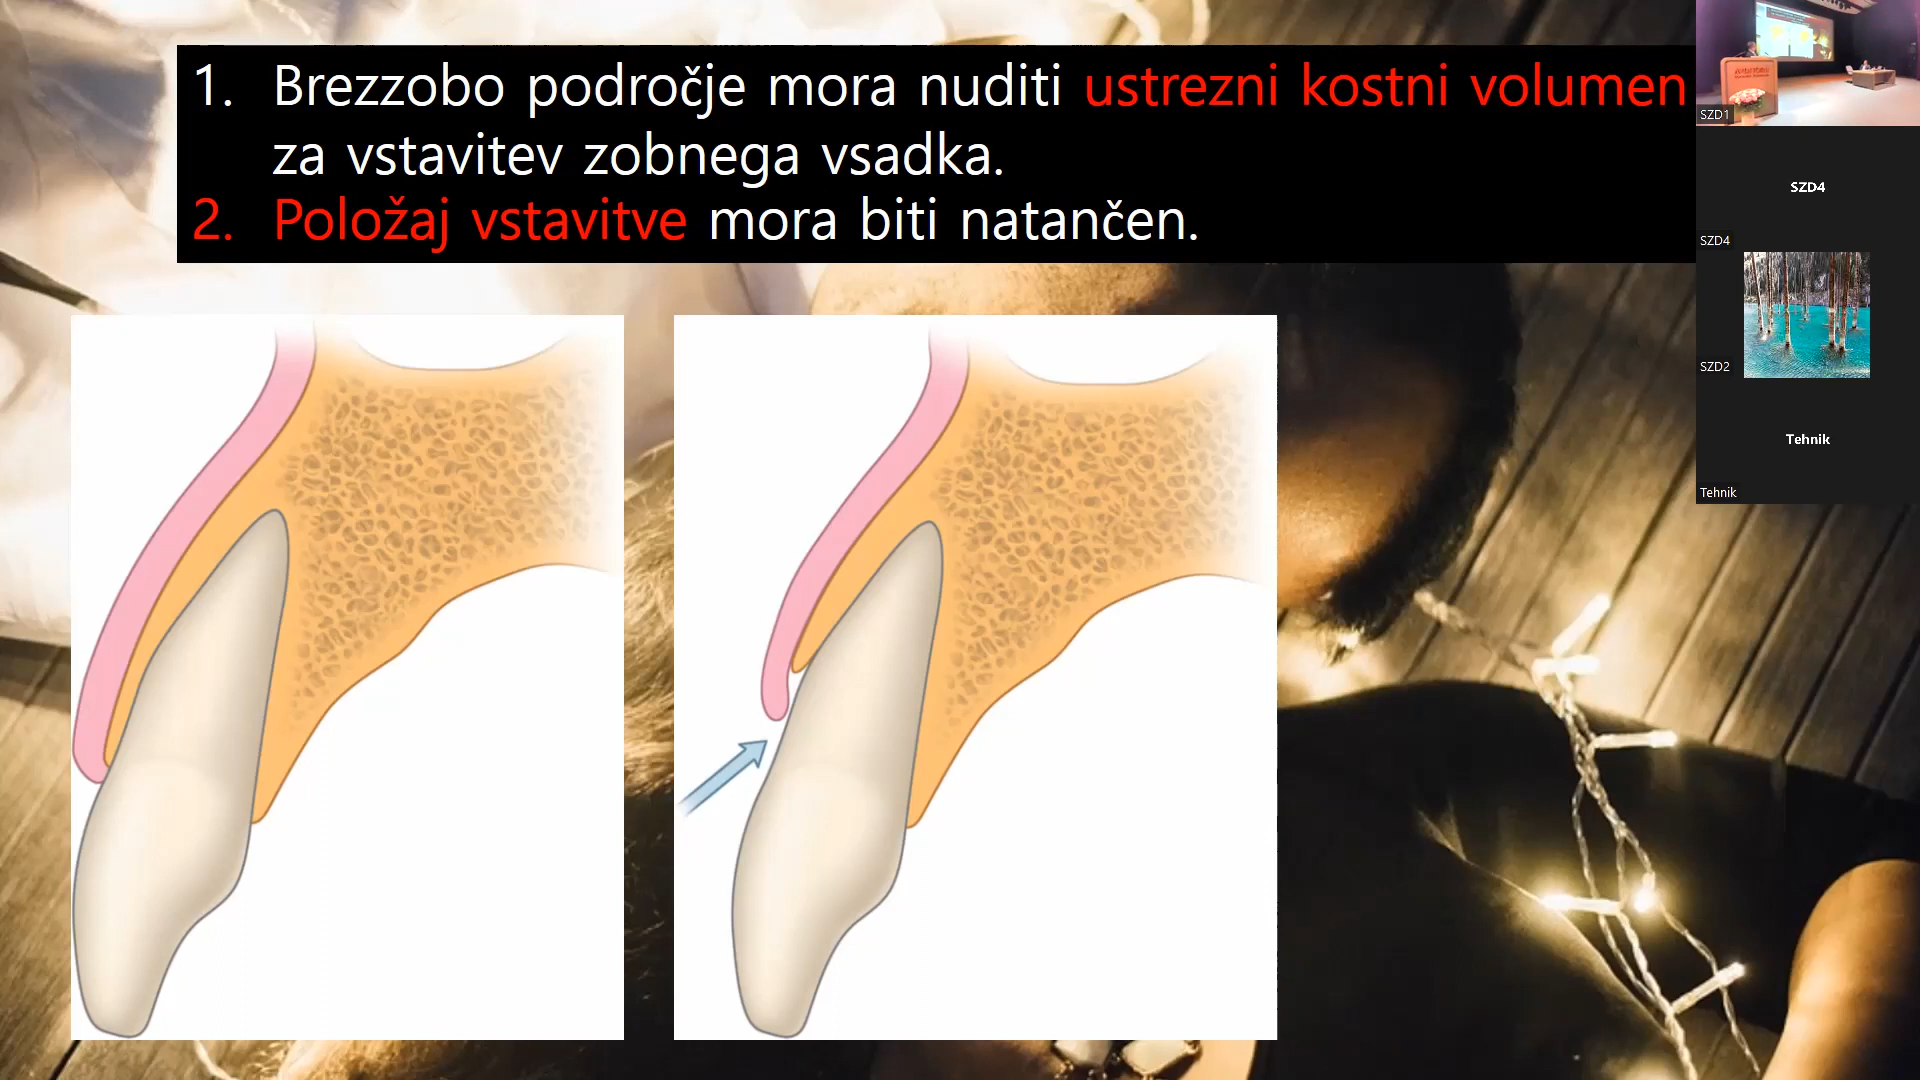 1. Brezzobo področje mora nuditi ustrezni kostni volumen
za vstavitev zobnega vsadka.
2. Položaj vstavitve mora biti natančen.
SZD1
SZD4
SZD4
SZD2
Tehnik
Tehnik